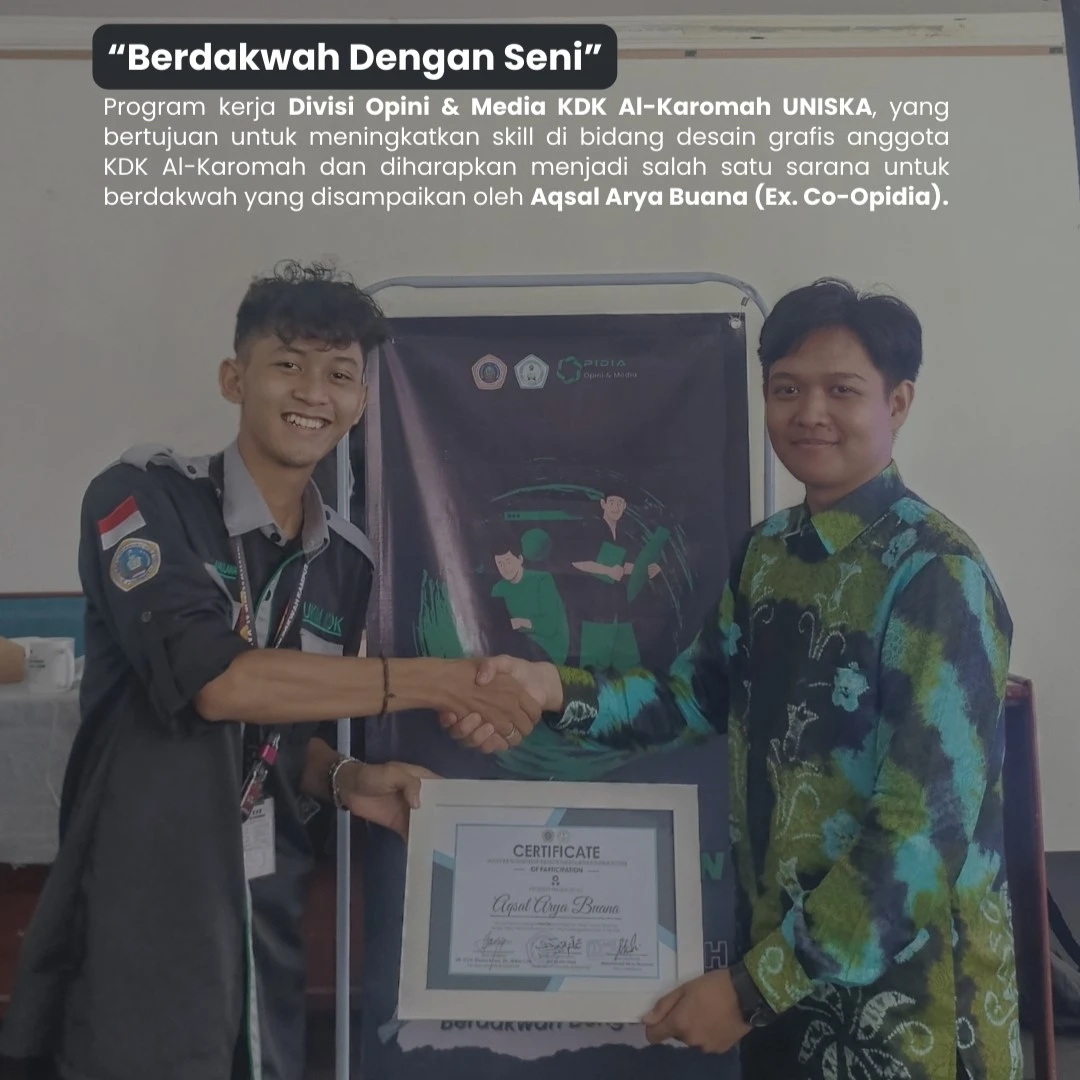 “Berdakwah Dengan Seni”
Program kerja Divisi Opini & Media KDK Al-Karomah UNISKA, yang
bertujuan untuk meningkatkan skill di bidang desain grafis anggota
KDK Al-Karomah dan diharapkan menjadi salah satu sarana untuk
berdakwah yang disampaikan oleh Aqsal Arya Buana (Ex. Co-Opidia).
PIDIA
Opini & Media
CERTIFICATE
OF PARTICIPATION
Aqsal Arya Buana
Berdakwah Deng